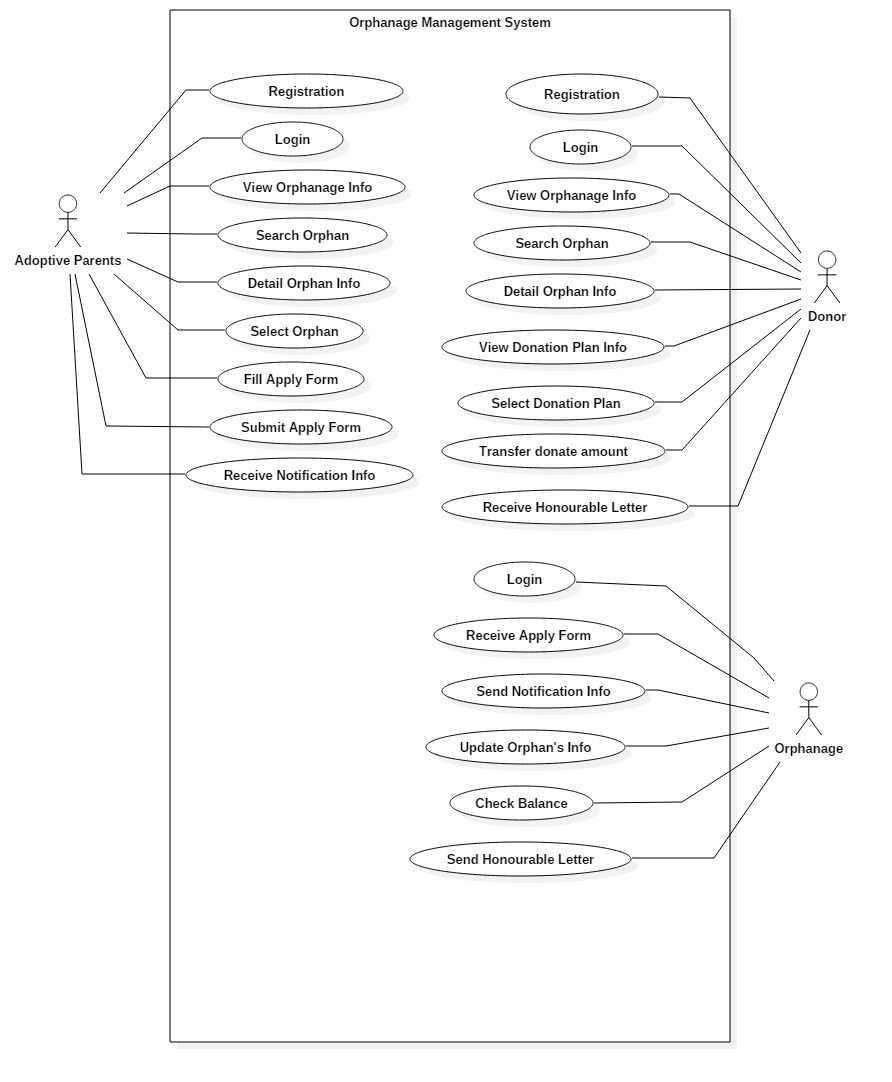 Orphanage Management System
Registration
Login
View Orphanage Info
Search Orphan
Detail Orphan Info
Select Orphan
Fill Apply Form
Submit Apply Form
Receive Notification Info
Adoptive Parents
Registration
Login
View Orphanage Info
Search Orphan
Detail Orphan Info
View Donation Plan Info
Select Donation Plan
Transfer donate amount
Receive Honourable Letter
Donor
Login
Receive Apply Form
Send Notification Info
Update Orphan's Info
Check Balance
Send Honourable Letter
Orphanage